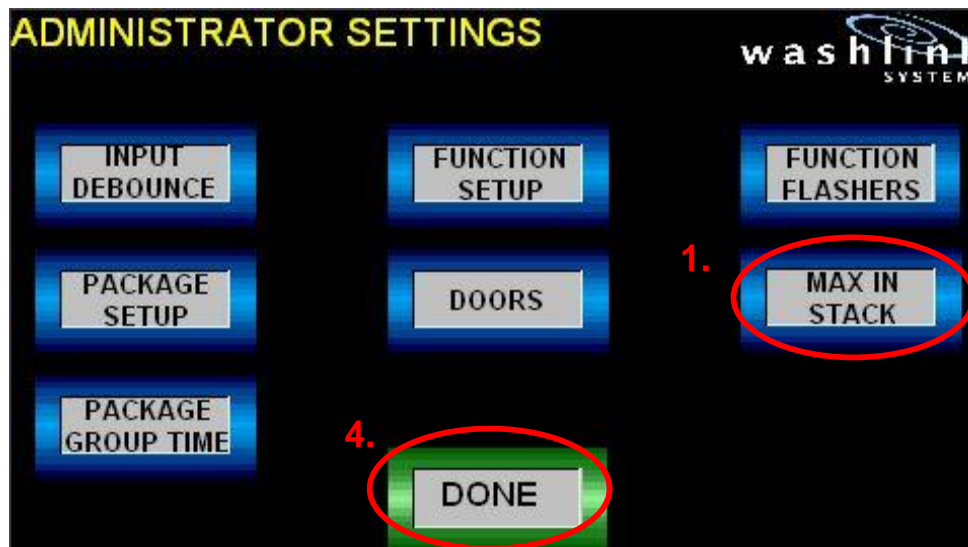 ADMINISTRATOR SETTINGS
washlink
SYSTEM
INPUT
DEBOUNCE
FUNCTION
SETUP
FUNCTION
FLASHERS
1.
PACKAGE
SETUP
DOORS
MAX IN
STACK
PACKAGE
GROUP TIME
4.
DONE